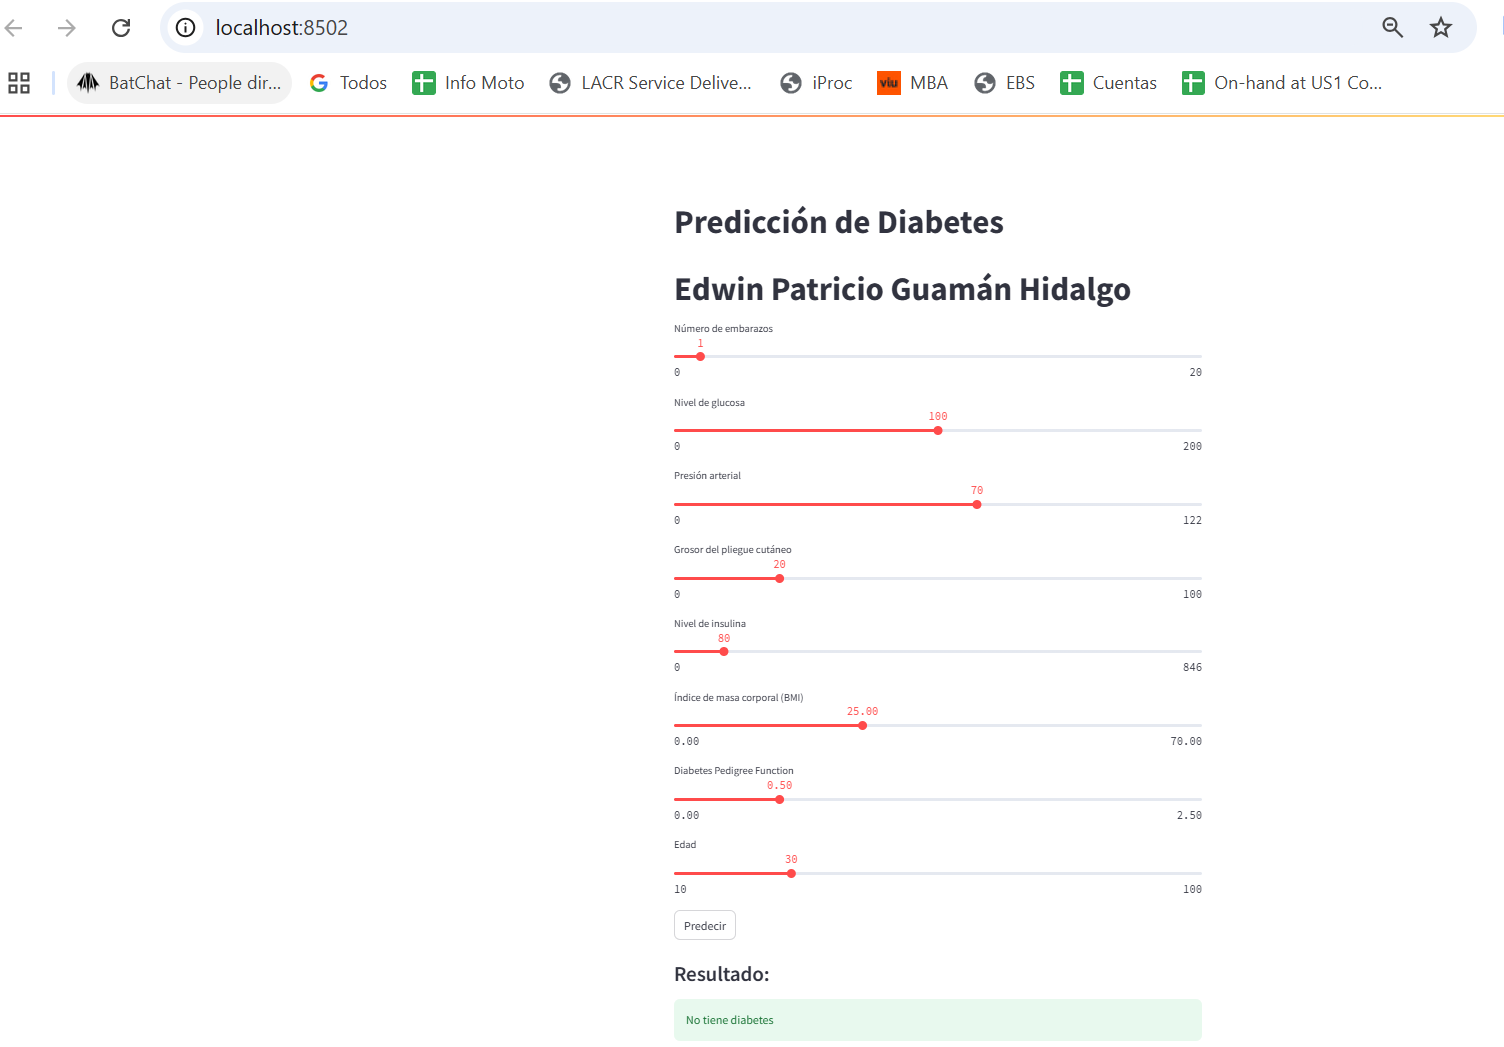 localhost:8502
BatChat - People dir... Todos Info Moto LACR Service Delive... iProc viu MBA EBS Cuentas On-hand at US1 Co...
Predicción de Diabetes
Edwin Patricio Guamán Hidalgo
Número de embarazos
1
0 20
Nivel de glucosa
100
0 200
Presión arterial
70
0 122
Grosor del pliegue cutáneo
20
0 100
Nivel de insulina
80
0 846
Índice de masa corporal (BMI)
25.00
0.00 70.00
Diabetes Pedigree Function
0.50
0.00 2.50
Edad
30
10 100
Predecir
Resultado:
No tiene diabetes